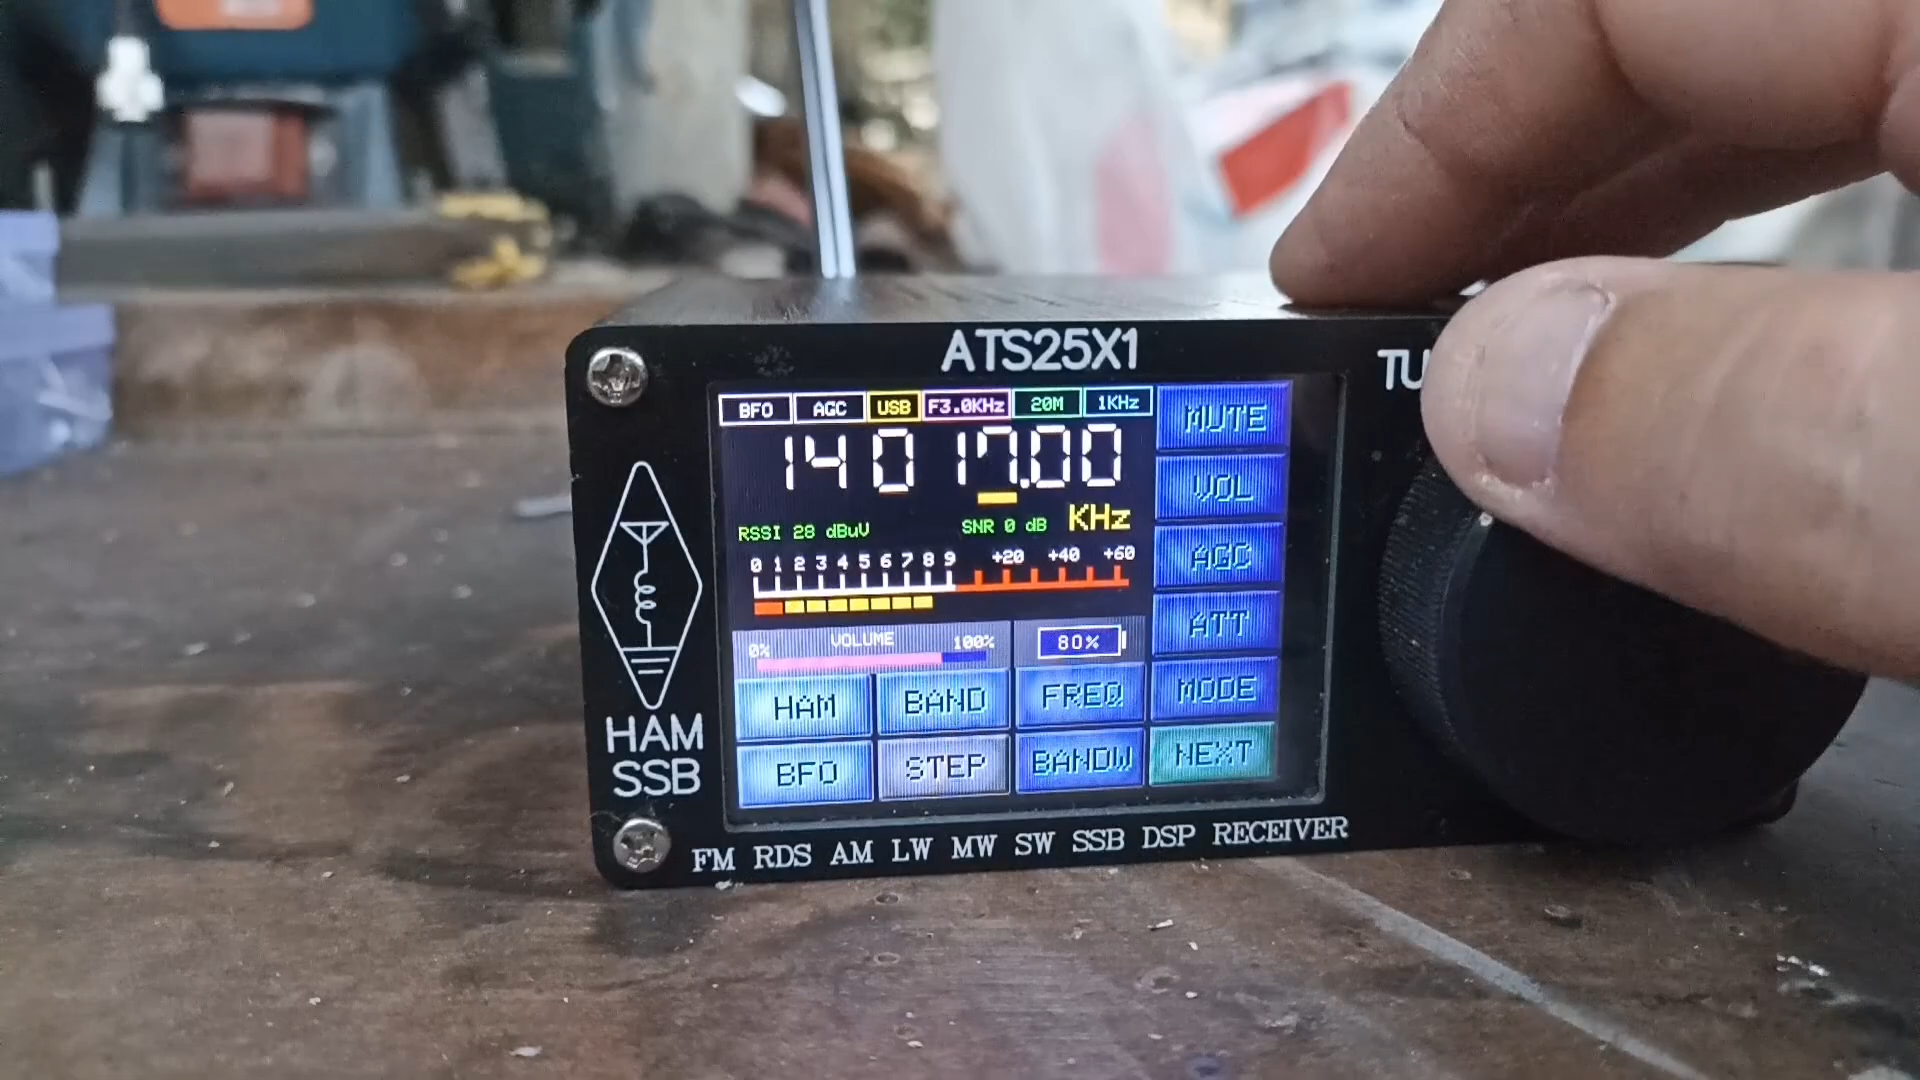 ATS25X1
TU
BFO AGC USB F3.0KHz 20M 1KHz
MUTE
14 0 17.00
VOL
RSSI 28 dBuV SNR 0 dB KHz
AGC
0 1 2 3 4 5 6 7 8 9 +20 +40 +60
ATT
0% VOLUME 100% 80%
MODE
HAM BAND FREQ
NEXT
BFO STEP BANDW
HAM
SSB
FM RDS AM LW MW SW SSB DSP RECEIVER